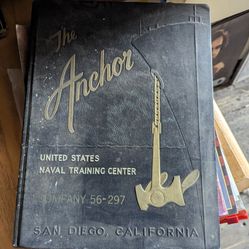 The
Anchor
UNITED STATES
NAVAL TRAINING CENTER
COMPANY 56-297
SAN DIEGO, CALIFORNIA